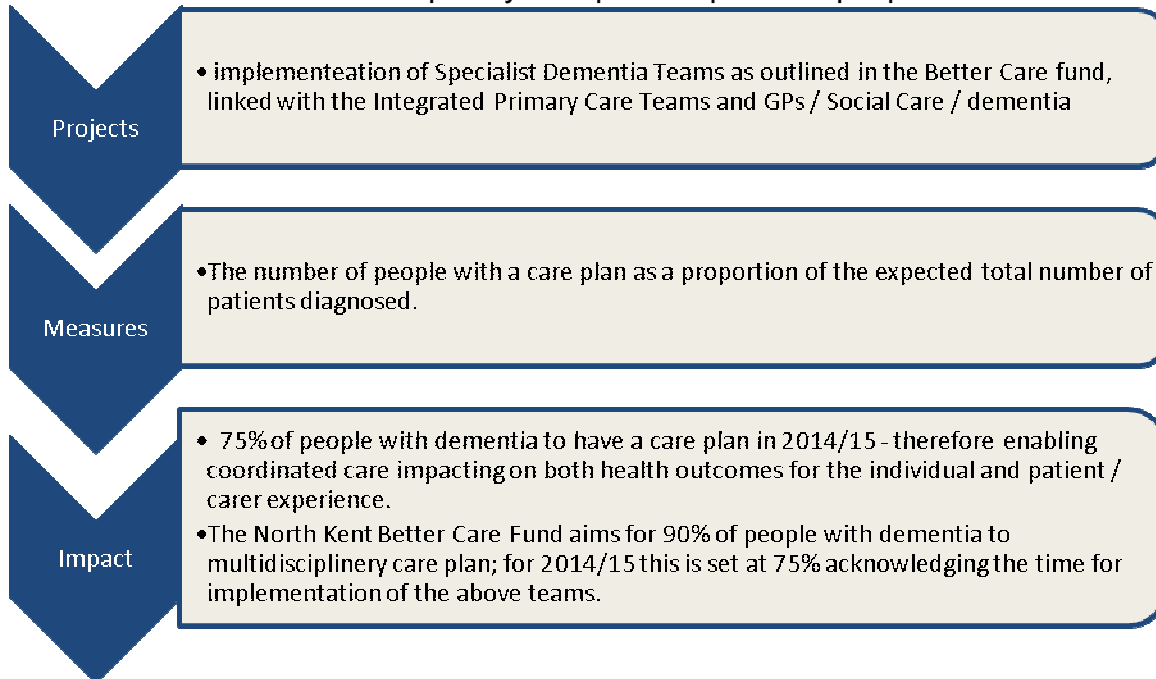 Projects
• implementeation of Specialist Dementia Teams as outlined in the Better Care fund,
linked with the Integrated Primary Care Teams and GPs / Social Care / dementia
Measures
•The number of people with a care plan as a proportion of the expected total number of
patients diagnosed.
Impact
• 75% of people with dementia to have a care plan in 2014/15 - therefore enabling
coordinated care impacting on both health outcomes for the individual and patient /
carer experience.
•The North Kent Better Care Fund aims for 90% of people with dementia to
multidisciplinery care plan; for 2014/15 this is set at 75% acknowledging the time for
implementation of the above teams.